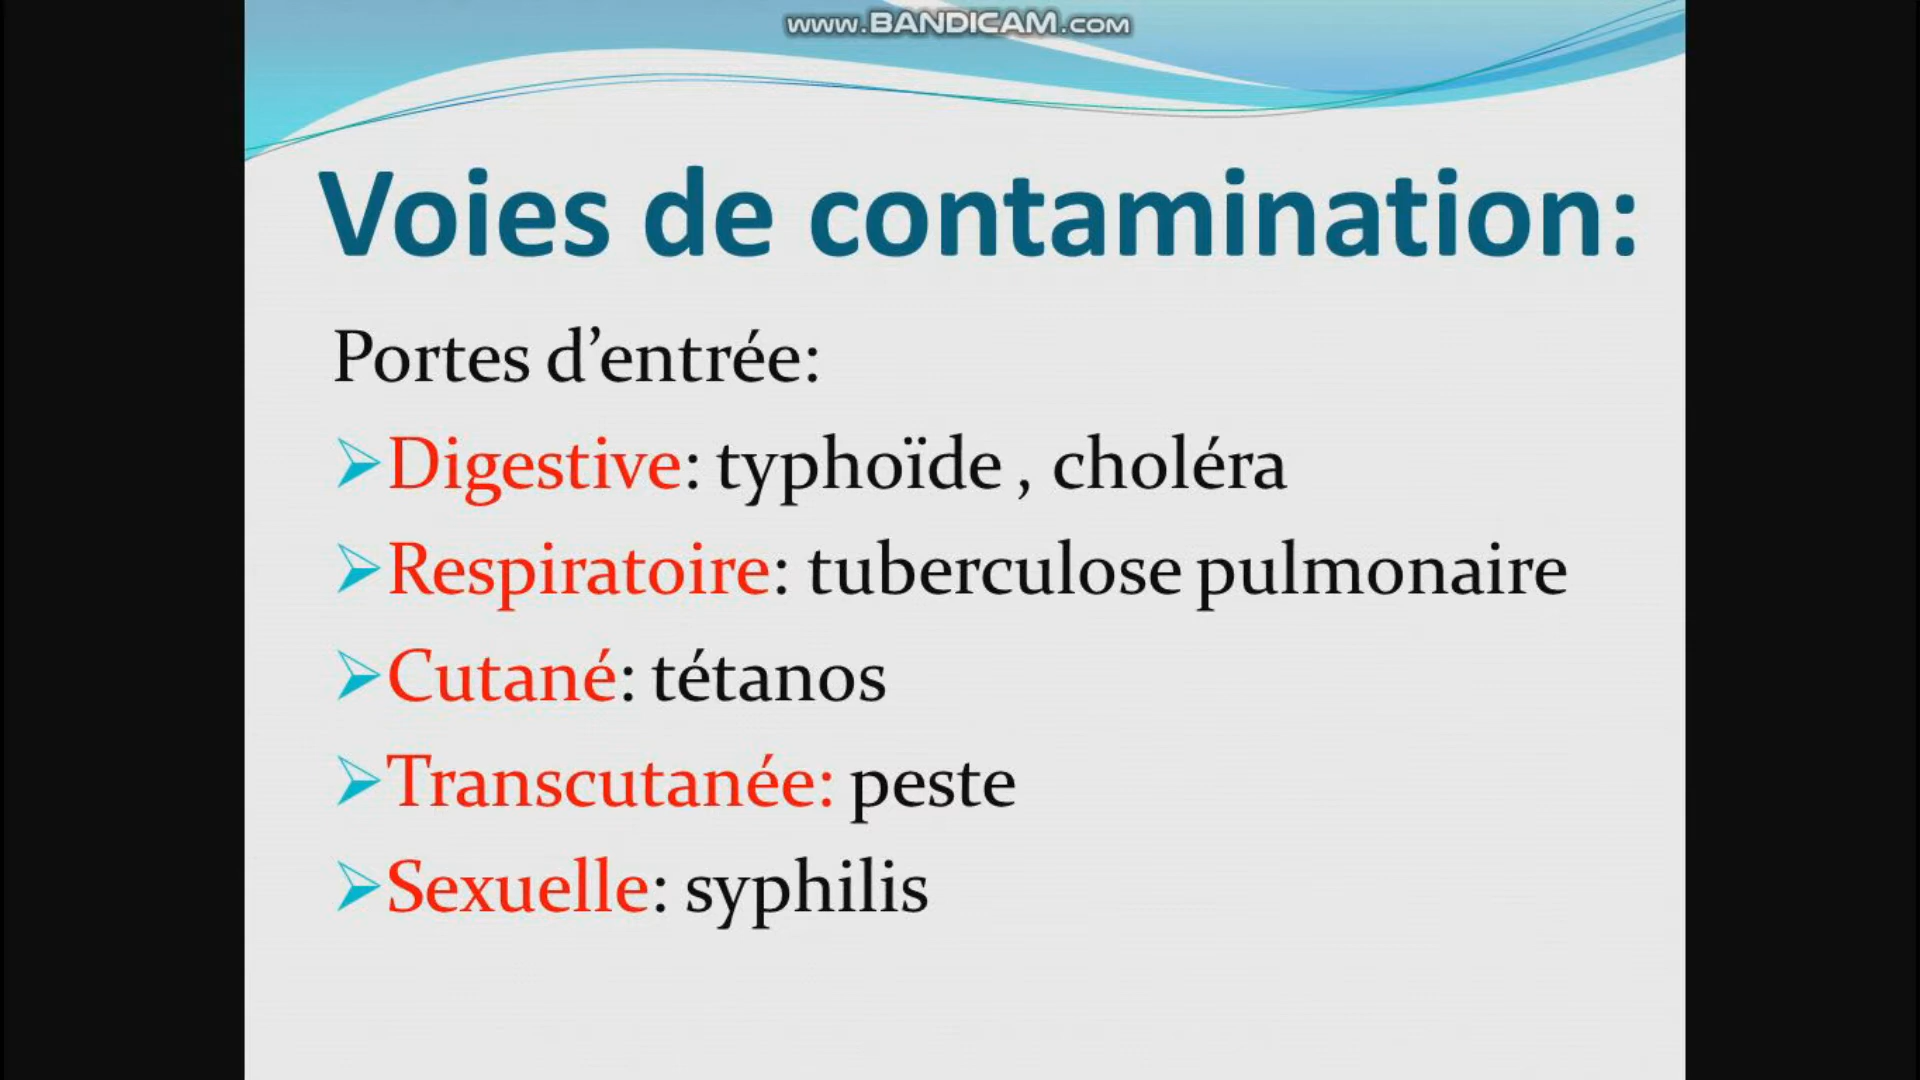 www.BANDICAM.com
Voies de contamination:
Portes d’entrée:
Digestive: typhoïde , choléra
Respiratoire: tuberculose pulmonaire
Cutané: tétanos
Transcutanée: peste
Sexuelle: syphilis